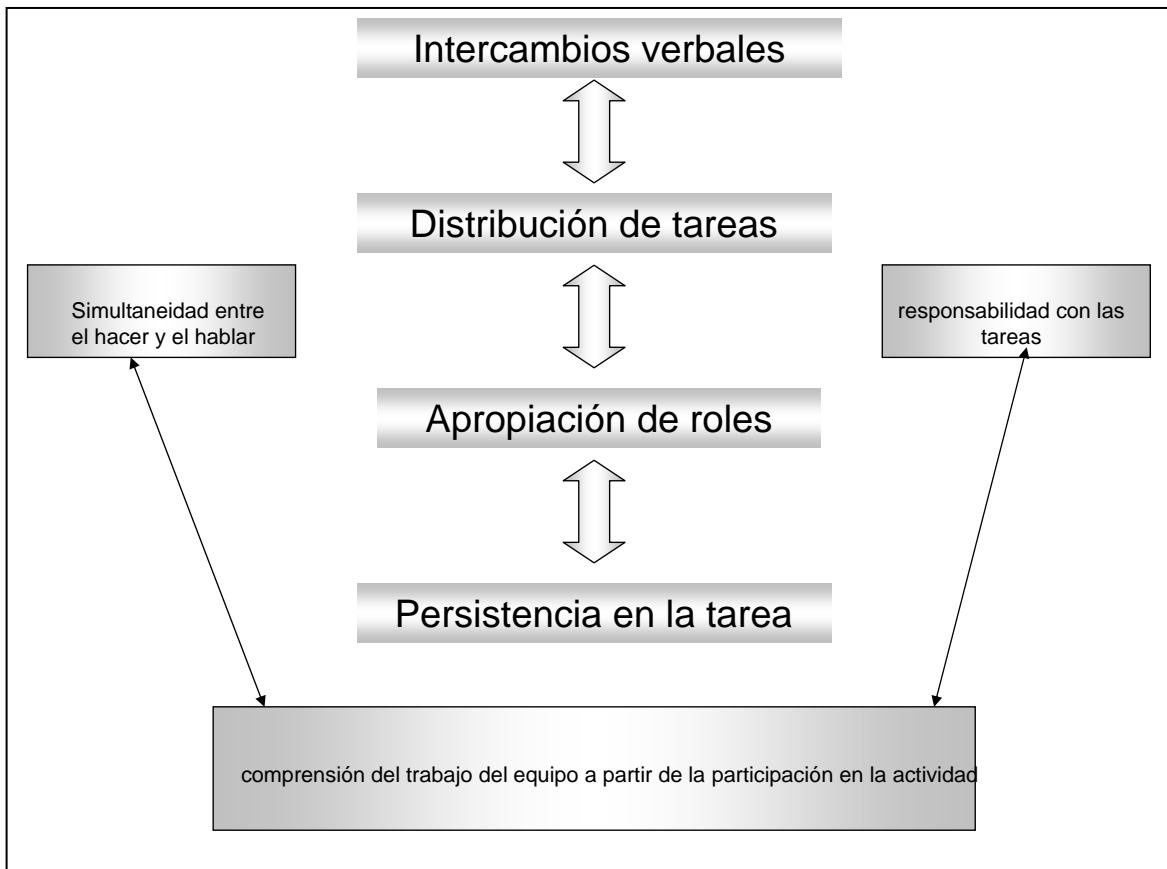 Intercambios verbales
Distribución de tareas
Simultaneidad entre
el hacer y el hablar
responsabilidad con las
tareas
Apropiación de roles
Persistencia en la tarea
comprensión del trabajo del equipo a partir de la participación en la actividad